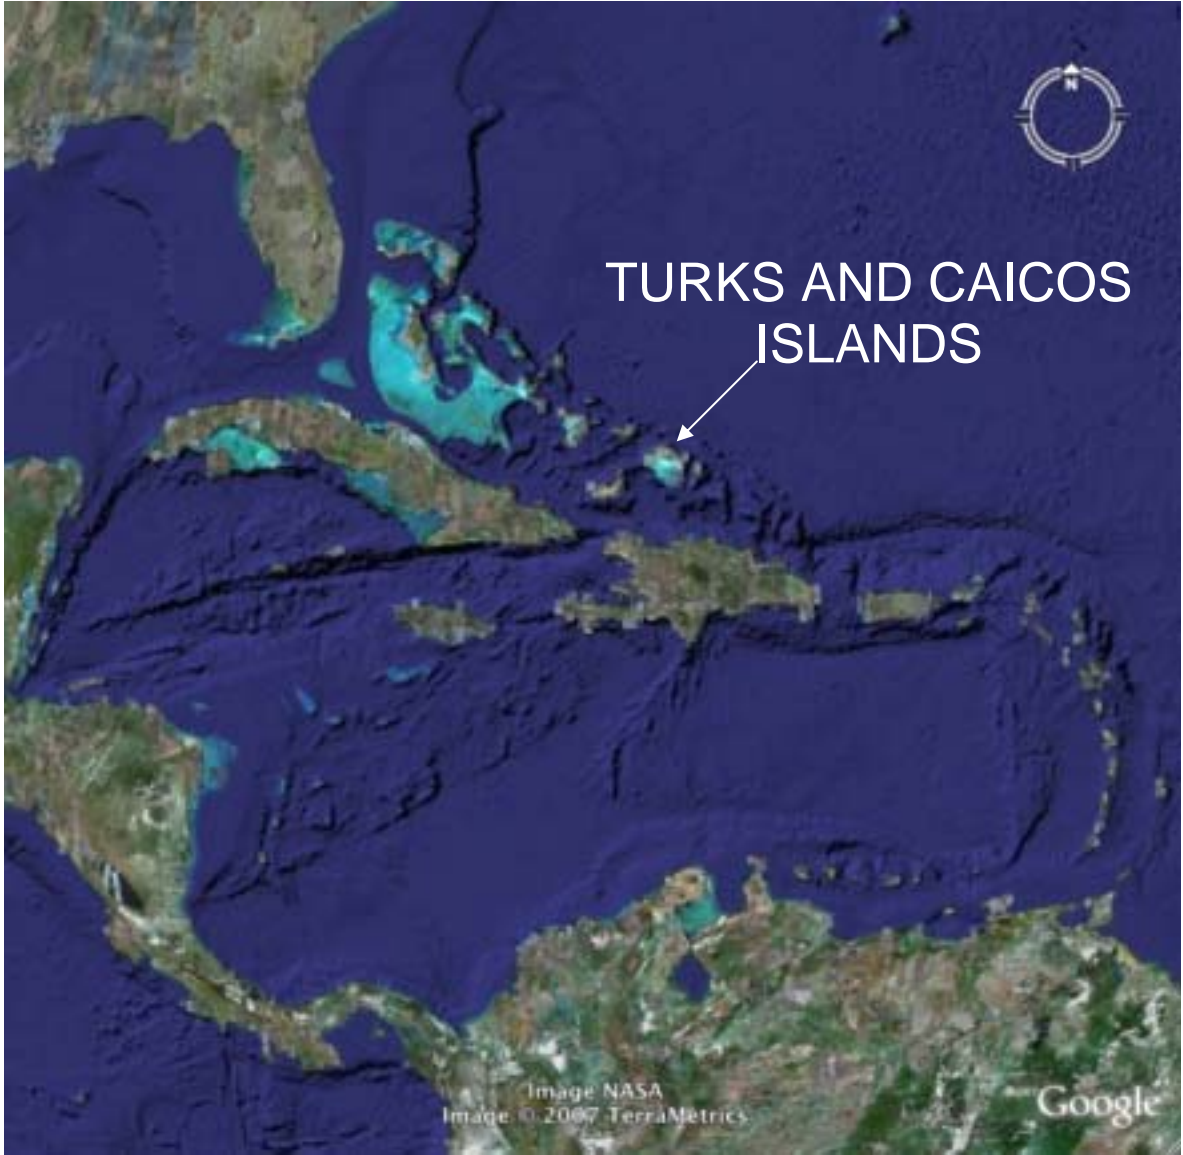 N
TURKS AND CAICOS
ISLANDS
Image NASA
Image © 2007 TerraMetrics
Google